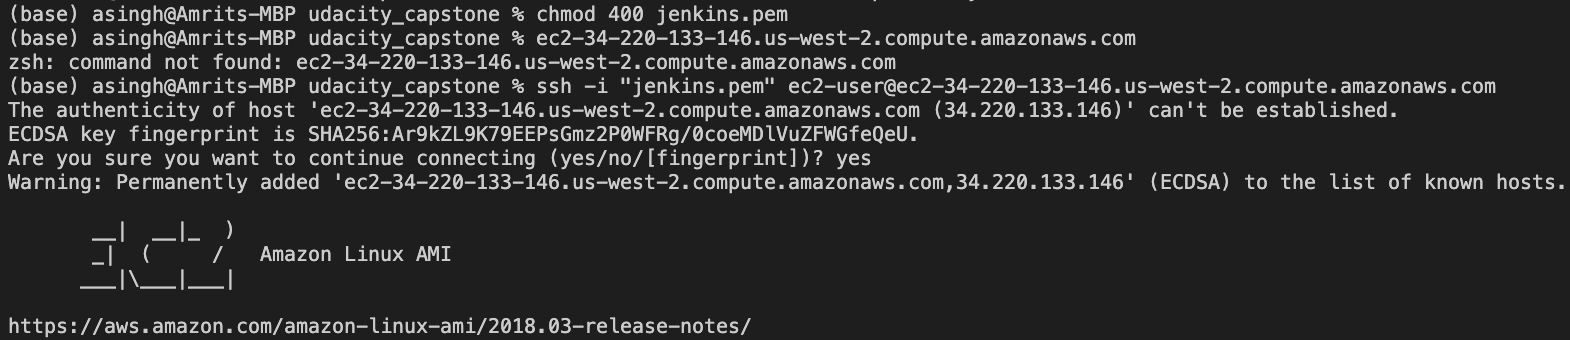 (base) asingh@Amrits-MBP udacity_capstone % chmod 400 jenkins.pem
(base) asingh@Amrits-MBP udacity_capstone % ec2-34-220-133-146.us-west-2.compute.amazonaws.com
zsh: command not found: ec2-34-220-133-146.us-west-2.compute.amazonaws.com
(base) asingh@Amrits-MBP udacity_capstone % ssh -i "jenkins.pem" ec2-user@ec2-34-220-133-146.us-west-2.compute.amazonaws.com
The authenticity of host 'ec2-34-220-133-146.us-west-2.compute.amazonaws.com (34.220.133.146)' can't be established.
ECDSA key fingerprint is SHA256:Ar9kZL9K79EEPsGmz2P0WFRg/0coeMDlVuZFWGfeQeU.
Are you sure you want to continue connecting (yes/no/[fingerprint])? yes
Warning: Permanently added 'ec2-34-220-133-146.us-west-2.compute.amazonaws.com,34.220.133.146' (ECDSA) to the list of known hosts.
       __|  __|_  )
       _|  (     /   Amazon Linux AMI
      ___|\___|___|
https://aws.amazon.com/amazon-linux-ami/2018.03-release-notes/